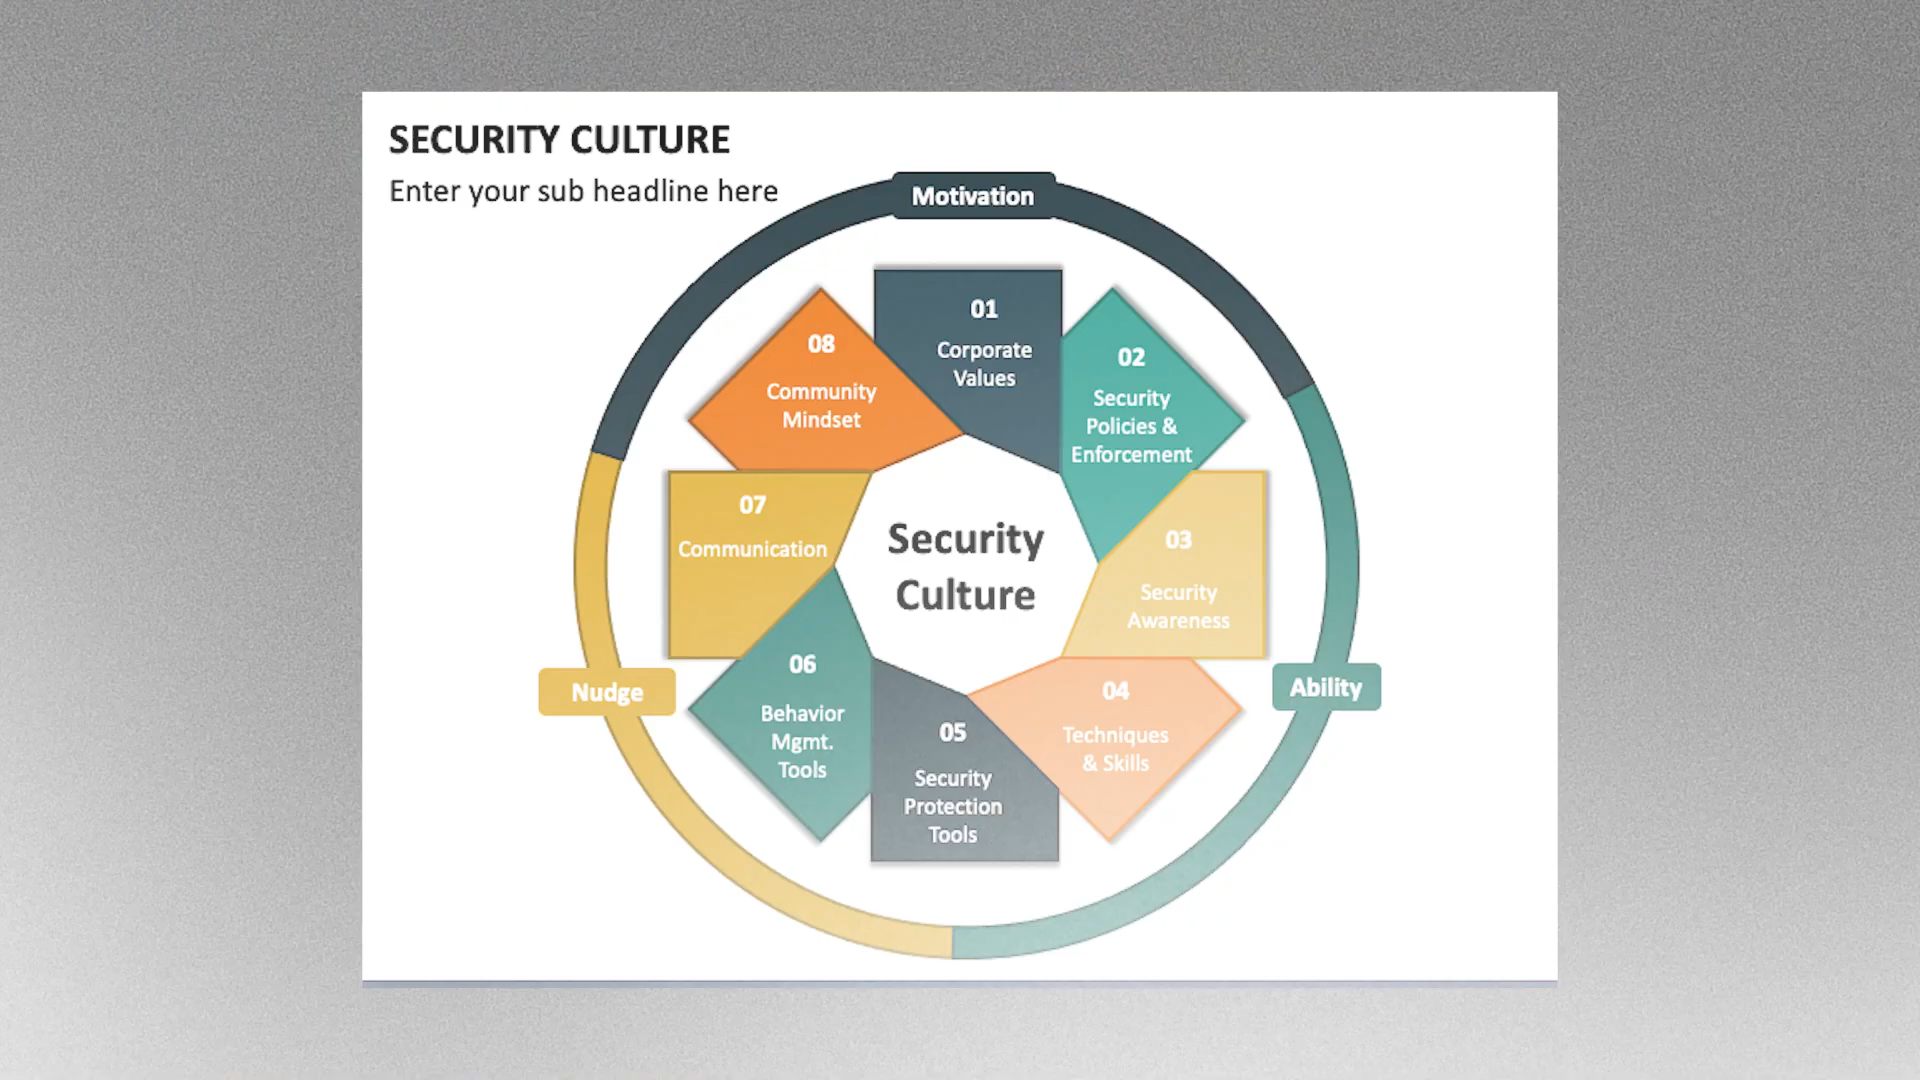 SECURITY CULTURE
Enter your sub headline here
Motivation
01
Corporate
Values
02
Security
Policies &
Enforcement
03
Security
Awareness
04
Techniques
& Skills
05
Security
Protection
Tools
06
Behavior
Mgmt.
Tools
07
Communication
08
Community
Mindset
Security
Culture
Nudge
Ability